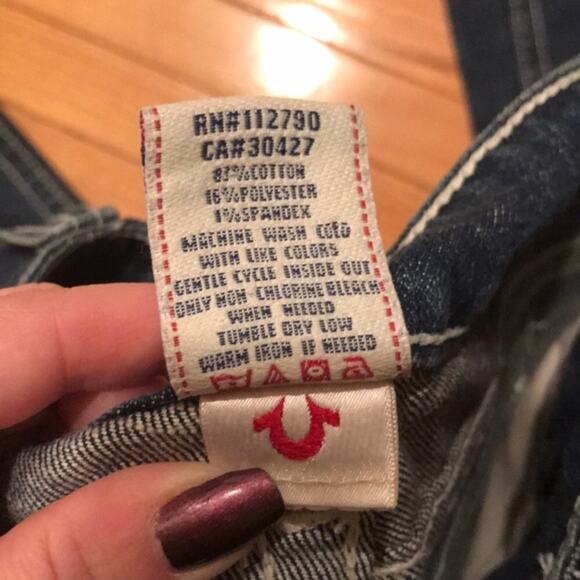 RN#112790
CA#30427
83%COTTON
16%POLYESTER
1%SPANDEX
MACHINE WASH COLD
WITH LIKE COLORS
GENTLE CYCLE INSIDE OUT
ONLY NON-CHLORINE BLEACH
WHEN NEEDED
TUMBLE DRY LOW
WARM IRON IF NEEDED